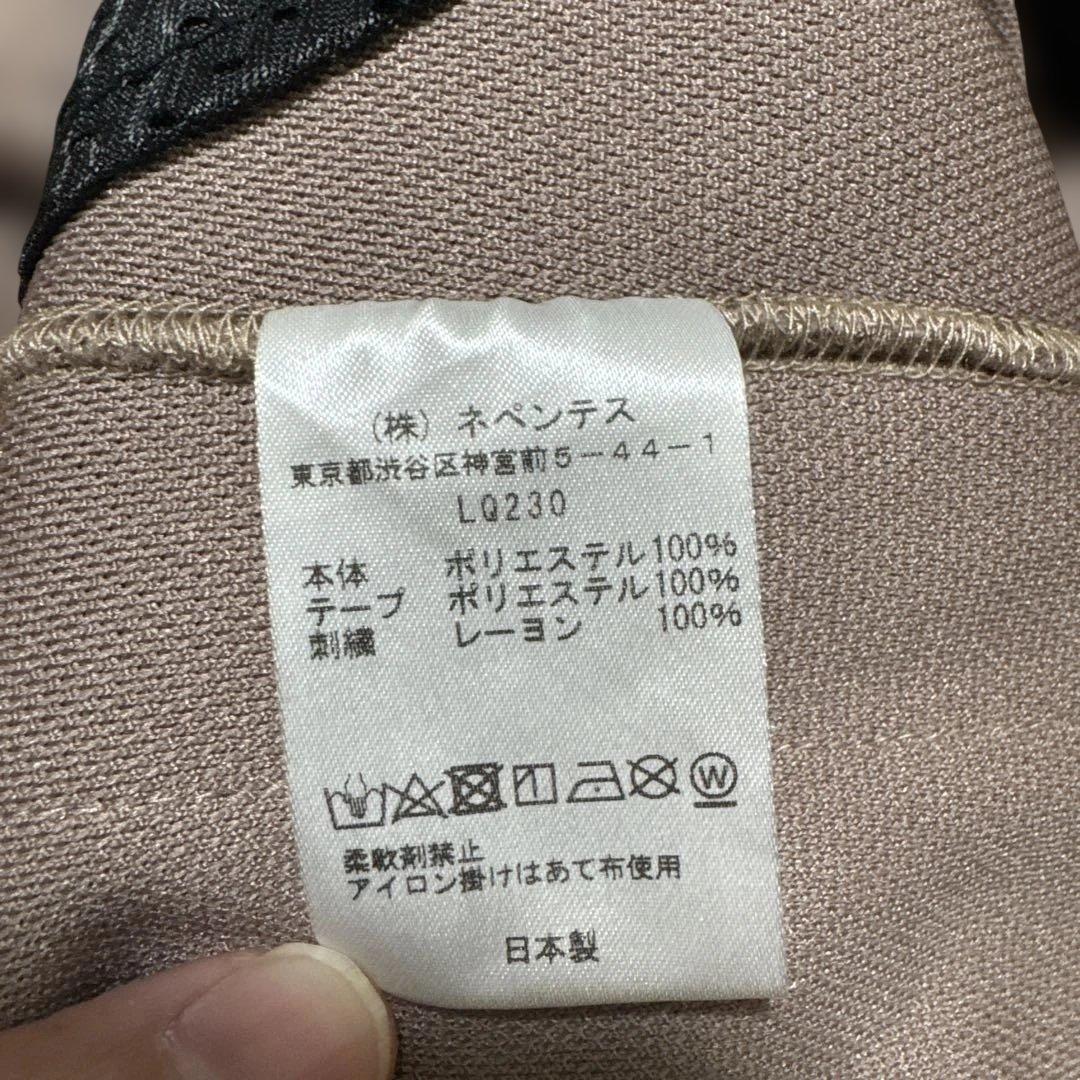 (株) ネペンテス
東京都渋谷区神宮前5-44-1
LQ230
本体 ポリエステル100%
テープ ポリエステル100%
刺繍 レーヨン 100%
W
柔軟剤禁止
アイロン掛けはあて布使用
日本製